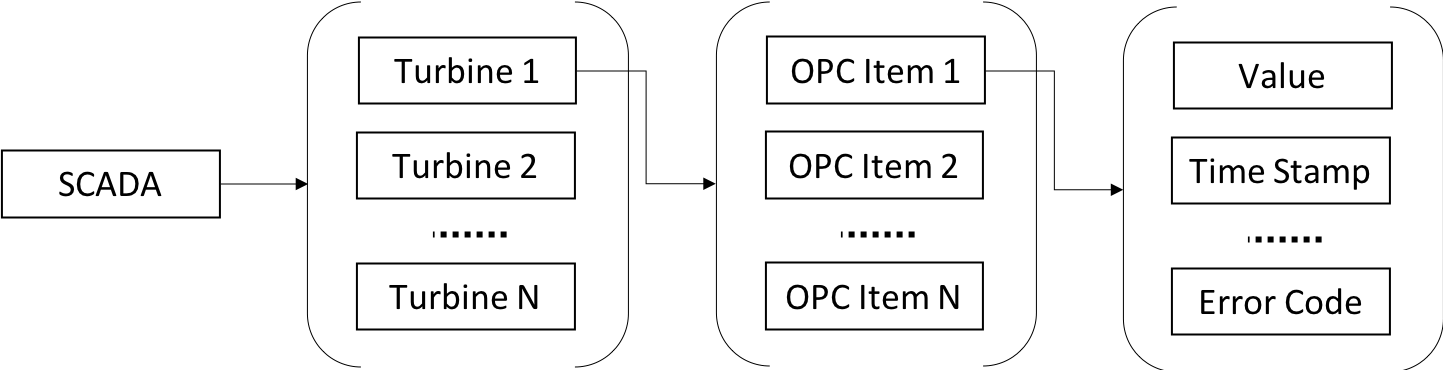 SCADA
Turbine 1
Turbine 2
Turbine N
OPC Item 1
OPC Item 2
OPC Item N
Value
Time Stamp
Error Code